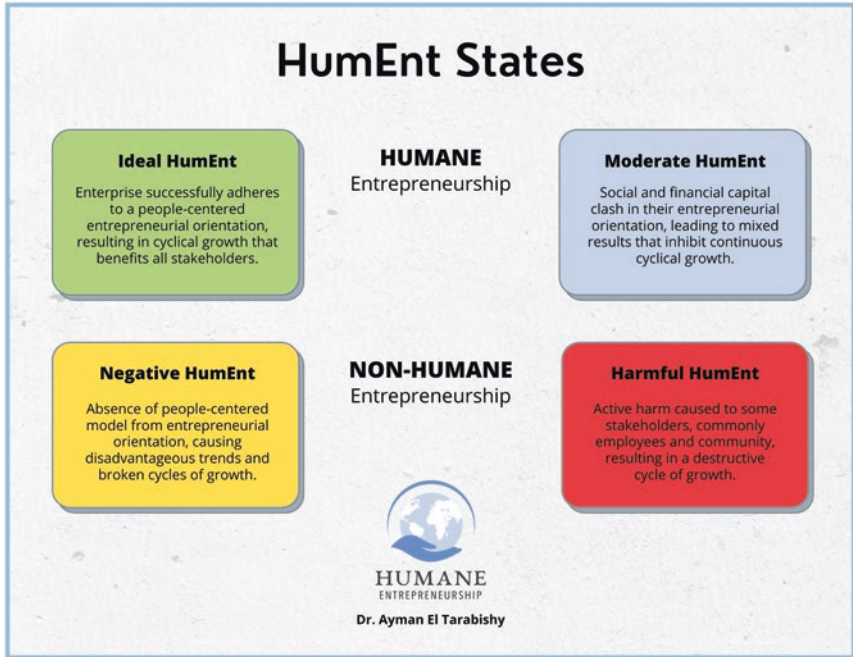 HumEnt States
Ideal HumEnt
Enterprise successfully adheres
to a people-centered
entrepreneurial orientation,
resulting in cyclical growth that
benefits all stakeholders.
HUMANE
Entrepreneurship
Moderate HumEnt
Social and financial capital
clash in their entrepreneurial
orientation, leading to mixed
results that inhibit continuous
cyclical growth.
Negative HumEnt
Absence of people-centered
model from entrepreneurial
orientation, causing
disadvantageous trends and
broken cycles of growth.
NON-HUMANE
Entrepreneurship
Harmful HumEnt
Active harm caused to some
stakeholders, commonly
employees and community,
resulting in a destructive
cycle of growth.
HUMANE
ENTREPRENEURSHIP
Dr. Ayman El Tarabishy